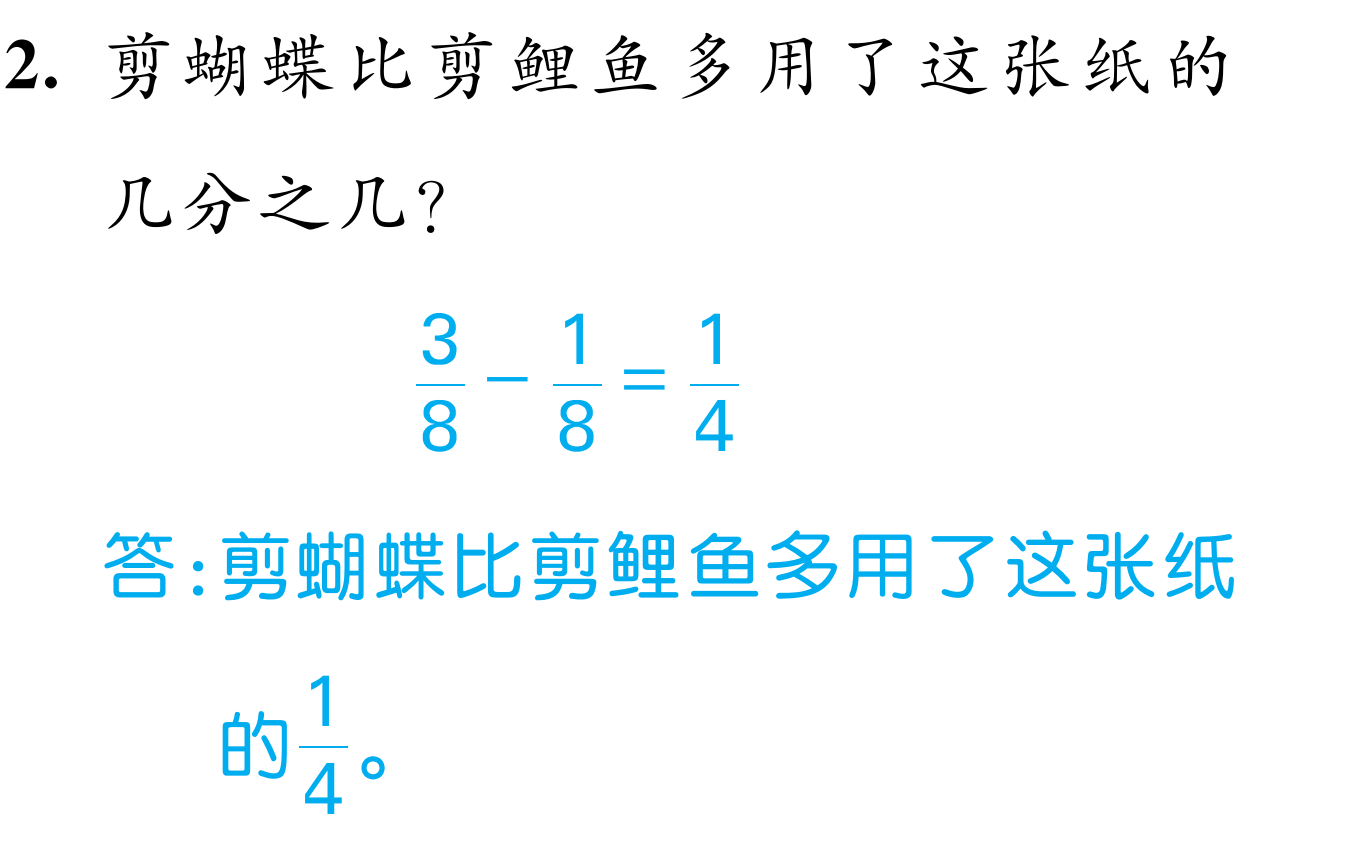 2. 剪蝴蝶比剪鲤鱼多用了这张纸的
几分之几?
3/8 - 1/8 = 1/4
答:剪蝴蝶比剪鲤鱼多用了这张纸
的1/4。